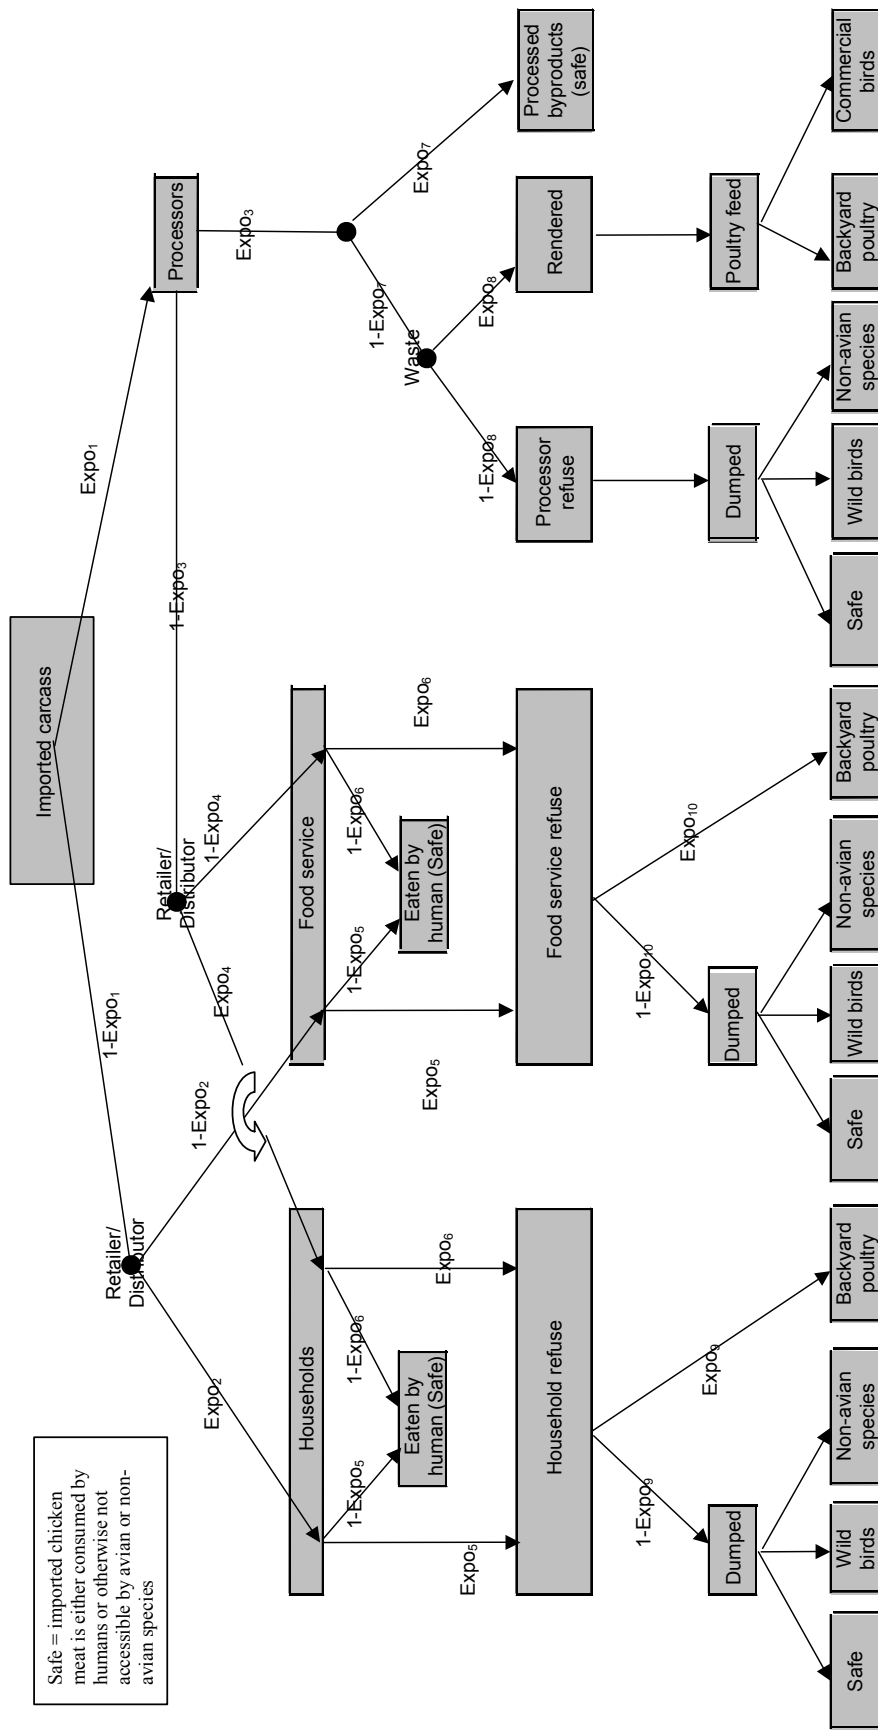 Safe = imported chicken
meat is either consumed by
humans or otherwise not
accessible by avian or non-
avian species
Imported carcass
1-Expo₁
Expo₁
Retailer/
Distributor
Retailer/
Distributor
1-Expo₃
Processors
Expo₂
1-Expo₂
Expo₄
1-Expo₄
Expo₃
Households
Food service
1-Expo₇
Expo₇
Waste
Expo₅
1-Expo₅
1-Expo₆
Expo₆
Eaten by
human (Safe)
Expo₅
1-Expo₅
1-Expo₆
Expo₆
Eaten by
human (Safe)
1-Expo₈
Expo₈
Household refuse
Food service refuse
Processor
refuse
Rendered
Processed
byproducts
(safe)
1-Expo₉
Expo₉
1-Expo₁₀
Expo₁₀
Dumped
Dumped
Dumped
Poultry feed
Safe
Wild
birds
Non-avian
species
Backyard
poultry
Safe
Wild birds
Non-avian
species
Backyard
poultry
Safe
Wild birds
Non-avian
species
Backyard
poultry
Commercial
birds